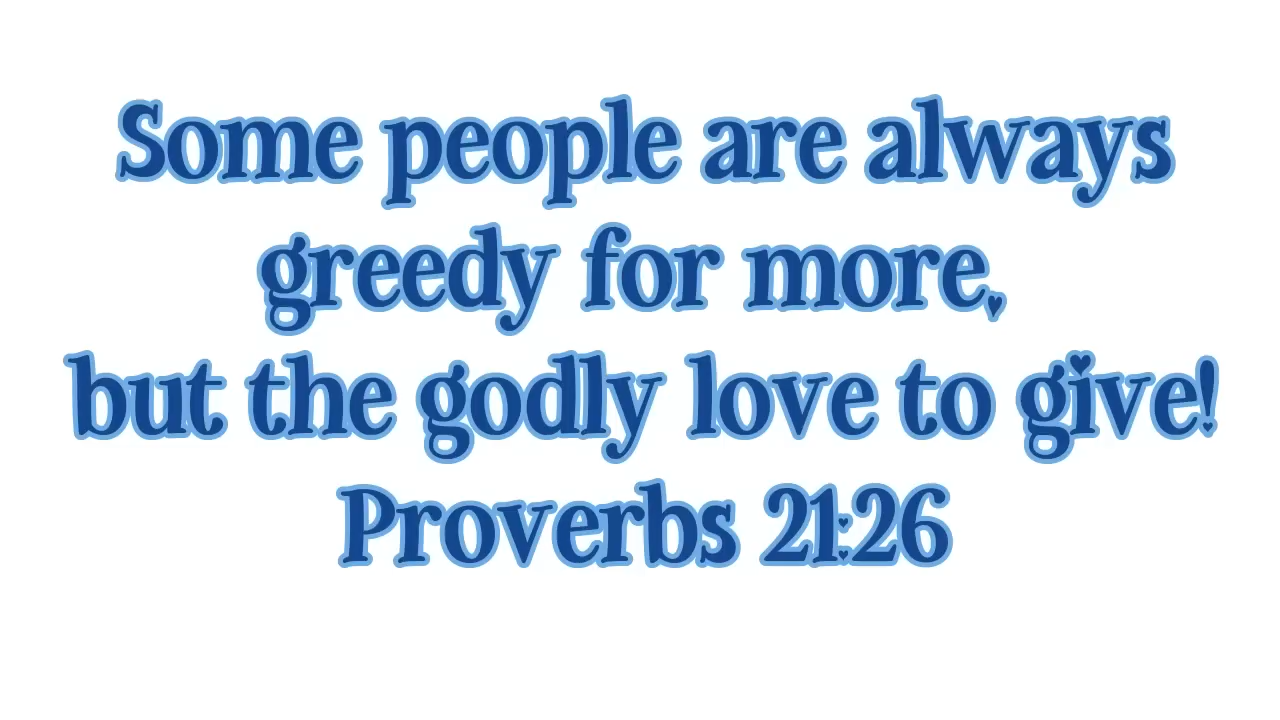 Some people are always
greedy for more,
but the godly love to give!
Proverbs 21:26